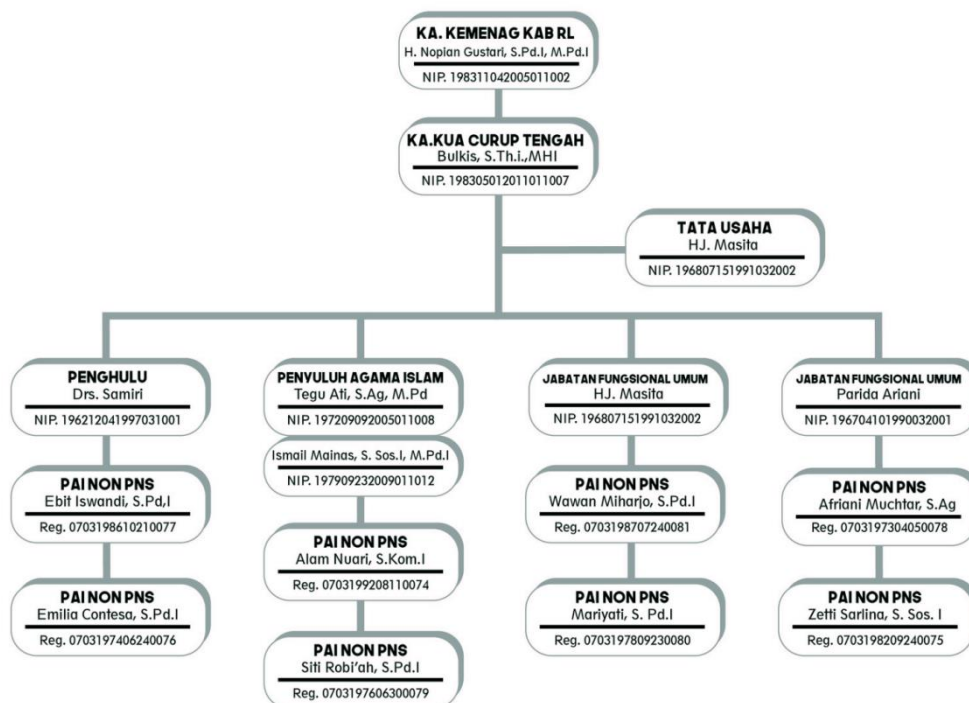 KA. KEMENAG KAB RL
H. Nopian Gustari, S.Pd.I, M.Pd.I
NIP. 198311042005011002
KA.KUA CURUP TENGAH
Bulkis, S.Th.i.,MHI
NIP. 198305012011011007
TATA USAHA
HJ. Masita
NIP. 196807151991032002
PENGHULU
Drs. Samiri
NIP. 196212041997031001
PAI NON PNS
Ebit Iswandi, S.Pd,I
Reg. 0703198610210077
PAI NON PNS
Emilia Contesa, S.Pd.I
Reg. 0703197406240076
PENYULUH AGAMA ISLAM
Tegu Ati, S.Ag, M.Pd
NIP. 197209092005011008
Ismail Mainas, S. Sos.I, M.Pd.I
NIP. 197909232009011012
PAI NON PNS
Alam Nuari, S.Kom.I
Reg. 0703199208110074
PAI NON PNS
Siti Robi'ah, S.Pd.I
Reg. 0703197606300079
JABATAN FUNGSIONAL UMUM
HJ. Masita
NIP. 196807151991032002
PAI NON PNS
Wawan Miharjo, S.Pd.I
Reg. 0703198707240081
PAI NON PNS
Mariyati, S. Pd.I
Reg. 0703197809230080
JABATAN FUNGSIONAL UMUM
Parida Ariani
NIP. 196704101990032001
PAI NON PNS
Afriani Muchtar, S.Ag
Reg. 0703197304050078
PAI NON PNS
Zetti Sarlina, S. Sos. I
Reg. 0703198209240075